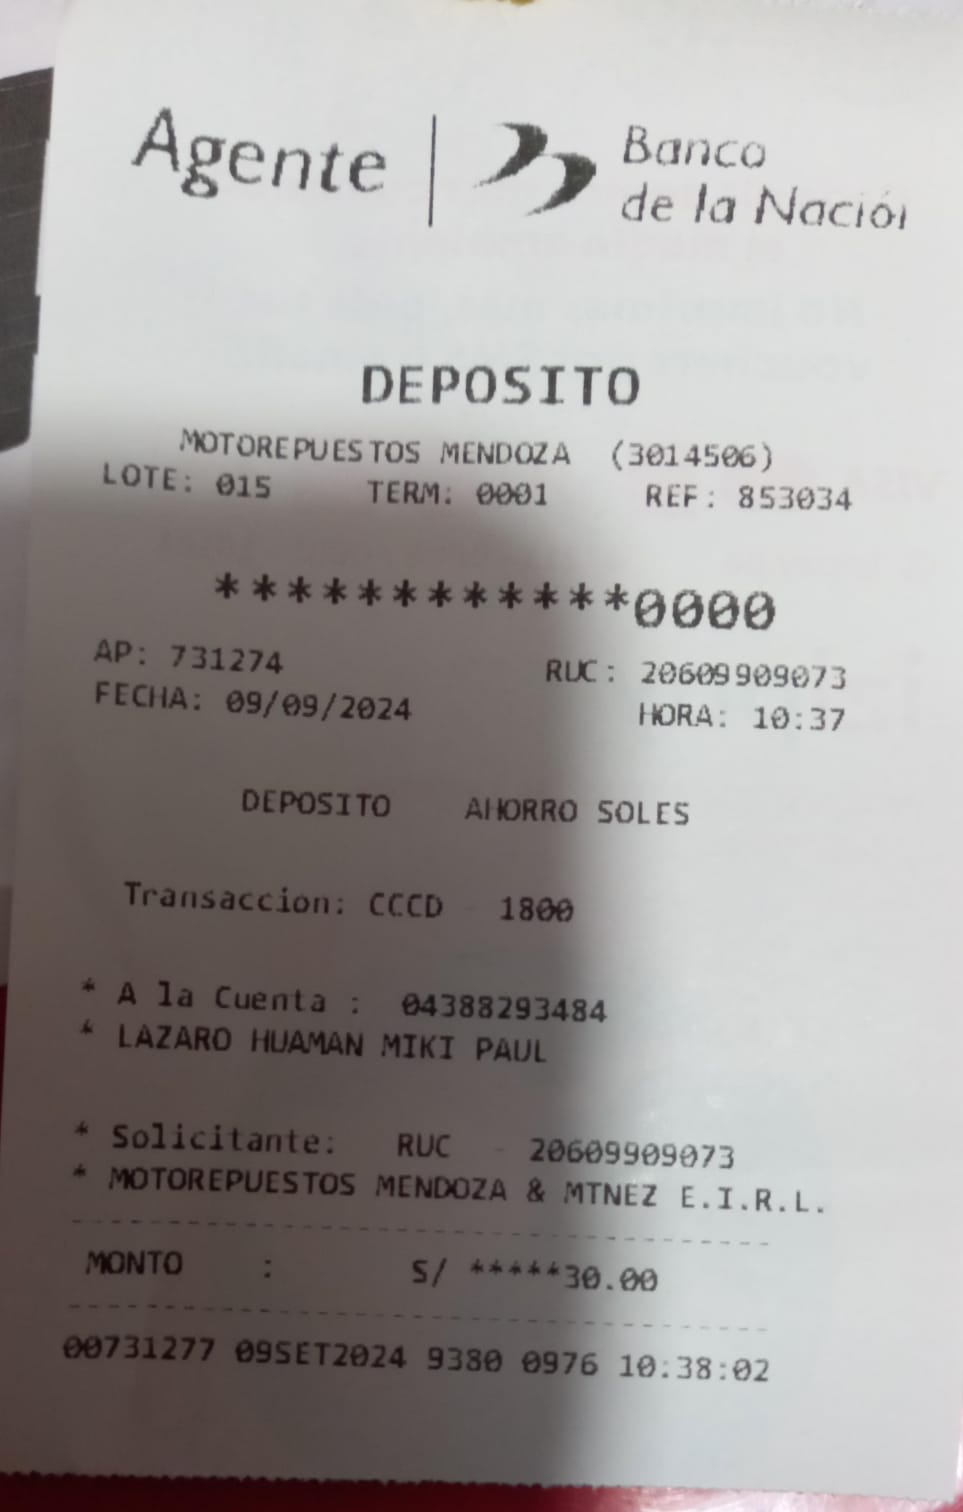 Agente | Banco
de la Nación
DEPOSITO
MOTOREPUESTOS MENDOZA (3014506)
LOTE: 015 TERM: 0001 REF: 853034
************0000
AP: 731274 RUC: 20609909073
FECHA: 09/09/2024 HORA: 10:37
DEPOSITO AHORRO SOLES
Transaccion: CCCD - 1800
* A la Cuenta : 04388293484
* LAZARO HUAMAN MIKI PAUL
* Solicitante: RUC - 20609909073
* MOTOREPUESTOS MENDOZA & MTNEZ E.I.R.L.
MONTO : S/ *****30.00
00731277 09SET2024 9380 0976 10:38:02